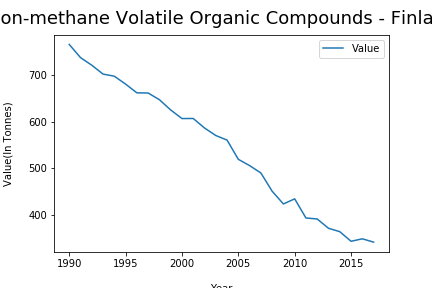 on-methane Volatile Organic Compounds - Finla
Value
Value(In Tonnes)
700
600
500
400
1990
1995
2000
2005
2010
2015
Year